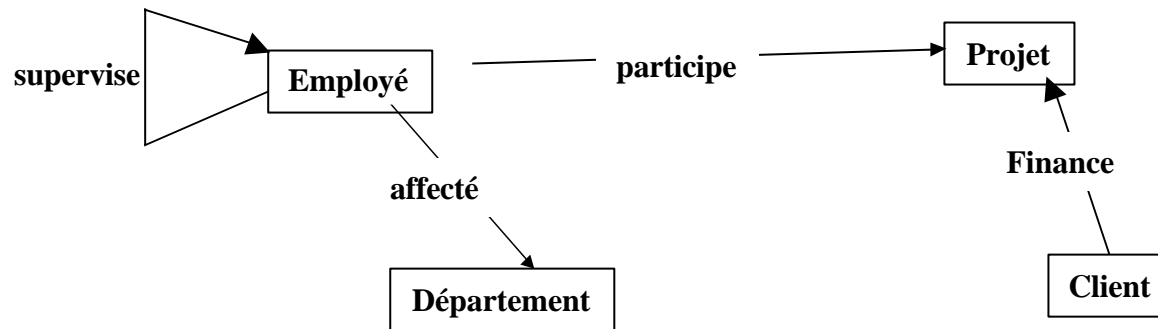 supervise
Employé
participe
Projet
affecté
Finance
Département
Client